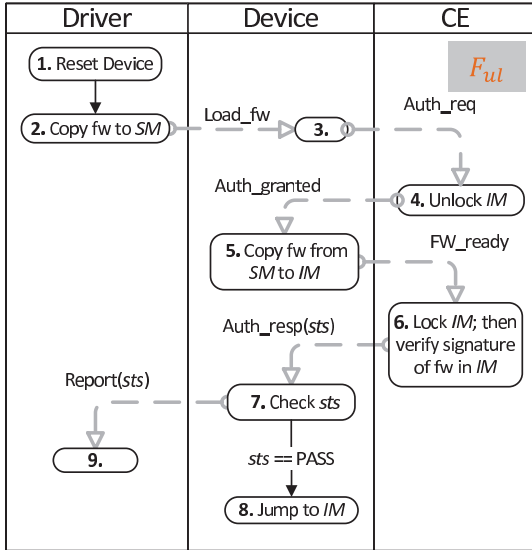 Driver
Device
CE
F_ul
1. Reset Device
2. Copy fw to SM
Load_fw
3.
Auth_req
4. Unlock IM
Auth_granted
5. Copy fw from
SM to IM
FW_ready
6. Lock IM; then
verify signature
of fw in IM
Auth_resp(sts)
7. Check sts
Report(sts)
9.
sts == PASS
8. Jump to IM